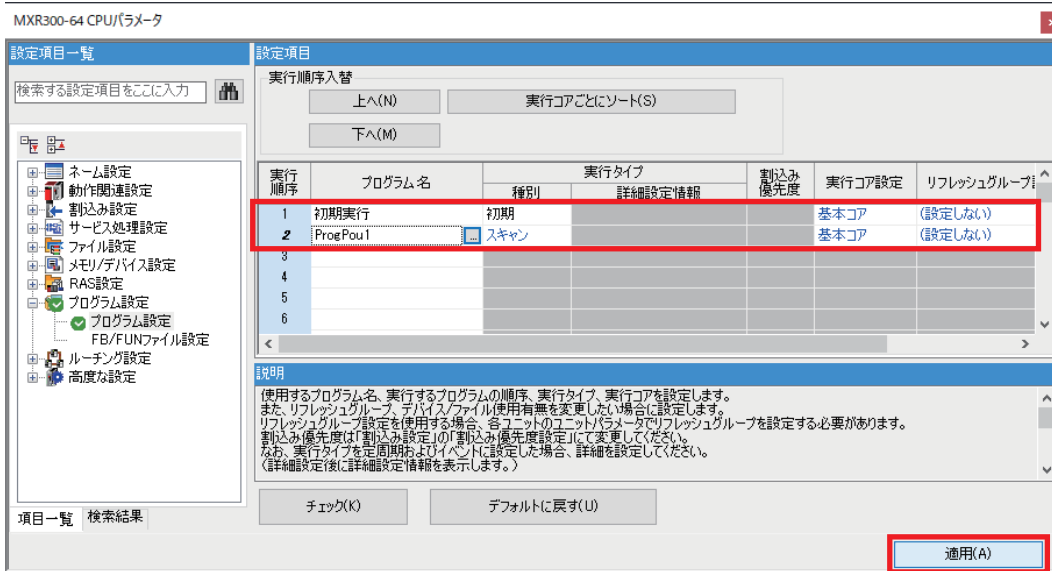 MXR300-64 CPUパラメータ
設定項目一覧
検索する設定項目をここに入力
ネーム設定
動作関連設定
割込み設定
サービス処理設定
ファイル設定
メモリ/デバイス設定
RAS設定
プログラム設定
プログラム設定
FB/FUNファイル設定
ルーチング設定
高度な設定
項目一覧 検索結果
設定項目
実行順序入替
上へ(N) 実行コアごとにソート(S)
下へ(M)
実行順序 プログラム名 実行タイプ 割込み優先度 実行コア設定 リフレッシュグループ
種別 詳細設定情報
1 初期実行 初期 基本コア (設定しない)
2 ProgPou1 ... スキャン 基本コア (設定しない)
3
4
5
6
説明
使用するプログラム名、実行するプログラムの順序、実行タイプ、実行コアを設定します。
また、リフレッシュグループ、デバイス/ファイル使用有無を変更したい場合に設定します。
リフレッシュグループ設定を使用する場合、各ユニットのユニットパラメータでリフレッシュグループを設定する必要があります。
割込み優先度は「割込み設定」の「割込み優先度設定」にて変更してください。
なお、実行タイプを定周期およびイベントに設定した場合、詳細を設定してください。
(詳細設定後に詳細設定情報を表示します。)
チェック(K) デフォルトに戻す(U)
適用(A)